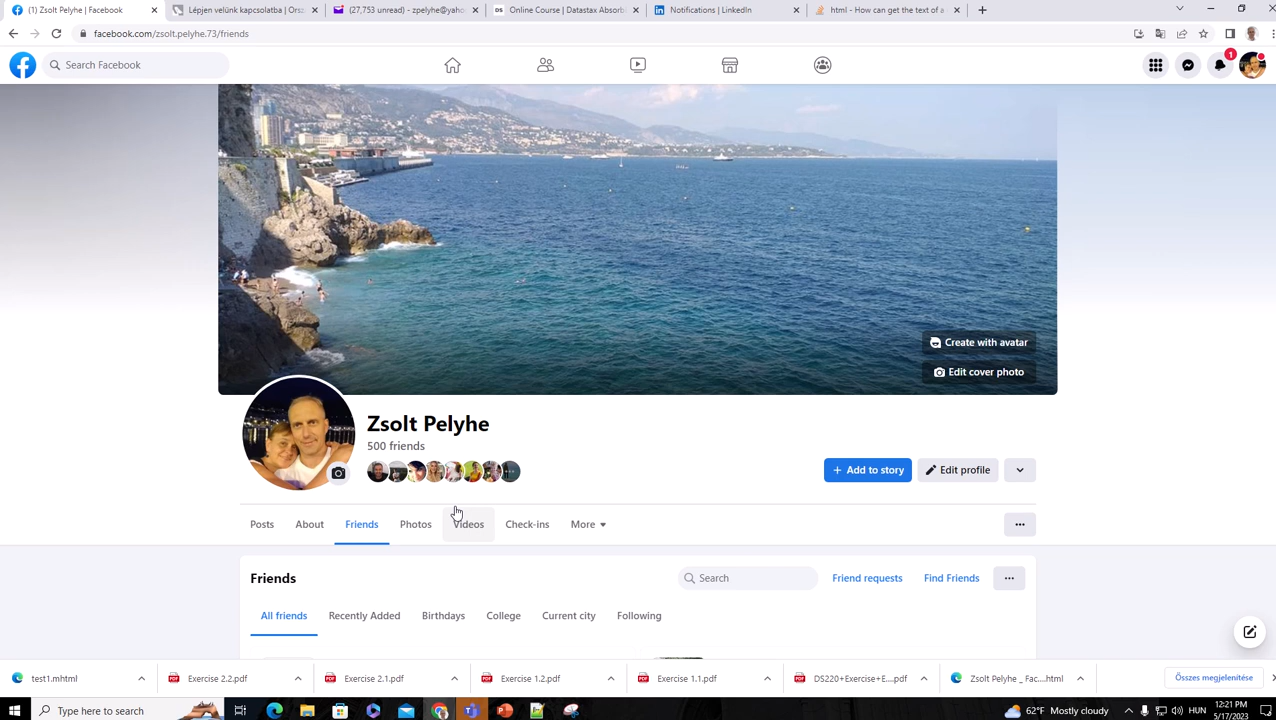 (1) Zsolt Pelyhe | Facebook
Lépjen velünk kapcsolatba | Orsz
(27,753 unread) - zpelyhe@yaho
DS Online Course | Datastax Absorb
Notifications | LinkedIn
html - How can get the text of a
facebook.com/zsolt.pelyhe.73/friends
Search Facebook
1
Create with avatar
Edit cover photo
Zsolt Pelyhe
500 friends
+ Add to story
Edit profile
Posts
About
Friends
Photos
Videos
Check-ins
More
Friends
Search
Friend requests
Find Friends
All friends
Recently Added
Birthdays
College
Current city
Following
test1.mhtml
Exercise 2.2.pdf
Exercise 2.1.pdf
Exercise 1.2.pdf
Exercise 1.1.pdf
DS220+Exercise+E....pdf
Zsolt Pelyhe _ Fac....html
Összes megjelenítése
Type here to search
62°F Mostly cloudy
HUN
12:21 PM
5/17/2023